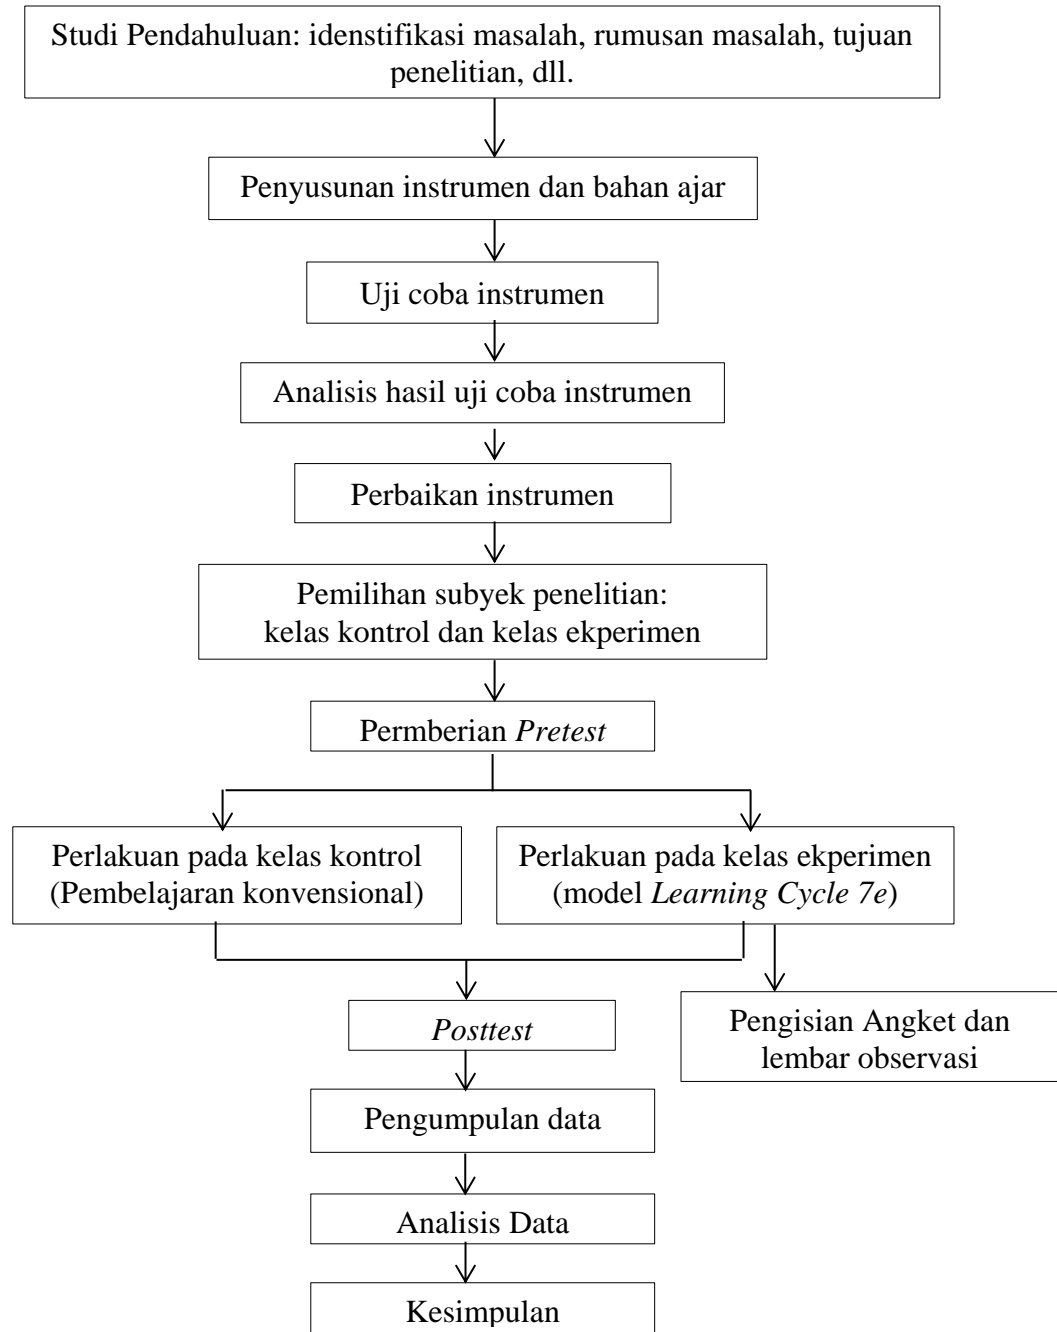 Studi Pendahuluan: idenstifikasi masalah, rumusan masalah, tujuan
penelitian, dll.
Penyusunan instrumen dan bahan ajar
Uji coba instrumen
Analisis hasil uji coba instrumen
Perbaikan instrumen
Pemilihan subyek penelitian:
kelas kontrol dan kelas ekperimen
Permberian Pretest
Perlakuan pada kelas kontrol
(Pembelajaran konvensional)
Perlakuan pada kelas ekperimen
(model Learning Cycle 7e)
Posttest
Pengisian Angket dan
lembar observasi
Pengumpulan data
Analisis Data
Kesimpulan